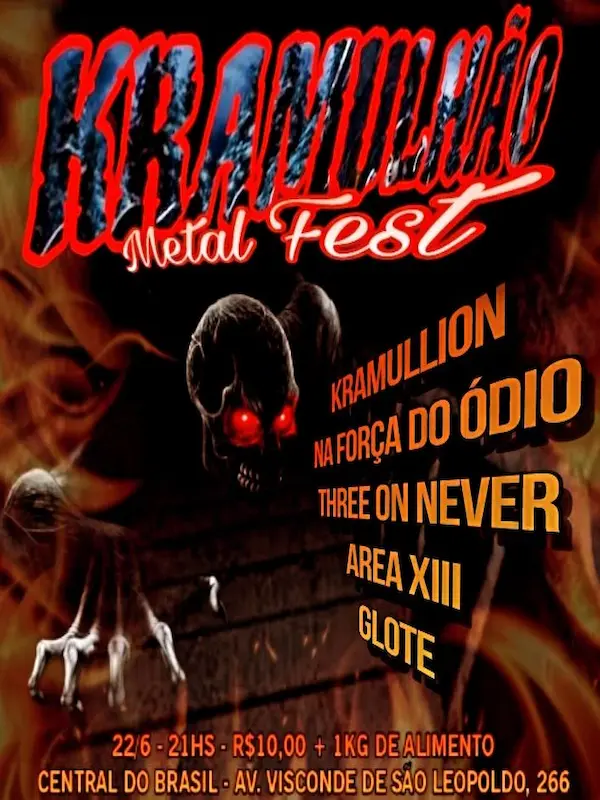 KRAMULHÃO
Metal Fest
KRAMULLION
NA FORÇA DO ÓDIO
THREE ON NEVER
AREA XIII
GLOTE
22/6 - 21HS - R$10,00 + 1KG DE ALIMENTO
CENTRAL DO BRASIL - AV. VISCONDE DE SÃO LEOPOLDO, 266